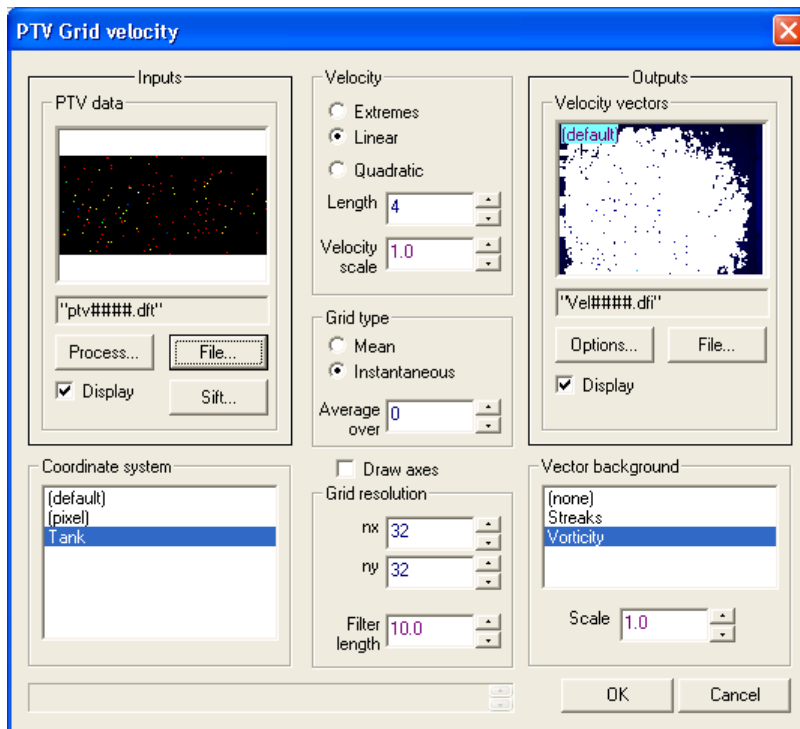 PTV Grid velocity
Inputs
PTV data
"ptv####.dft"
Process...
File...
Display
Sift...
Velocity
Extremes
Linear
Quadratic
Length 4
Velocity scale 1.0
Grid type
Mean
Instantaneous
Average over 0
Outputs
Velocity vectors
(default)
"Vel####.dfi"
Options...
File...
Display
Coordinate system
(default)
(pixel)
Tank
Draw axes
Grid resolution
nx 32
ny 32
Filter length 10.0
Vector background
(none)
Streaks
Vorticity
Scale 1.0
OK
Cancel